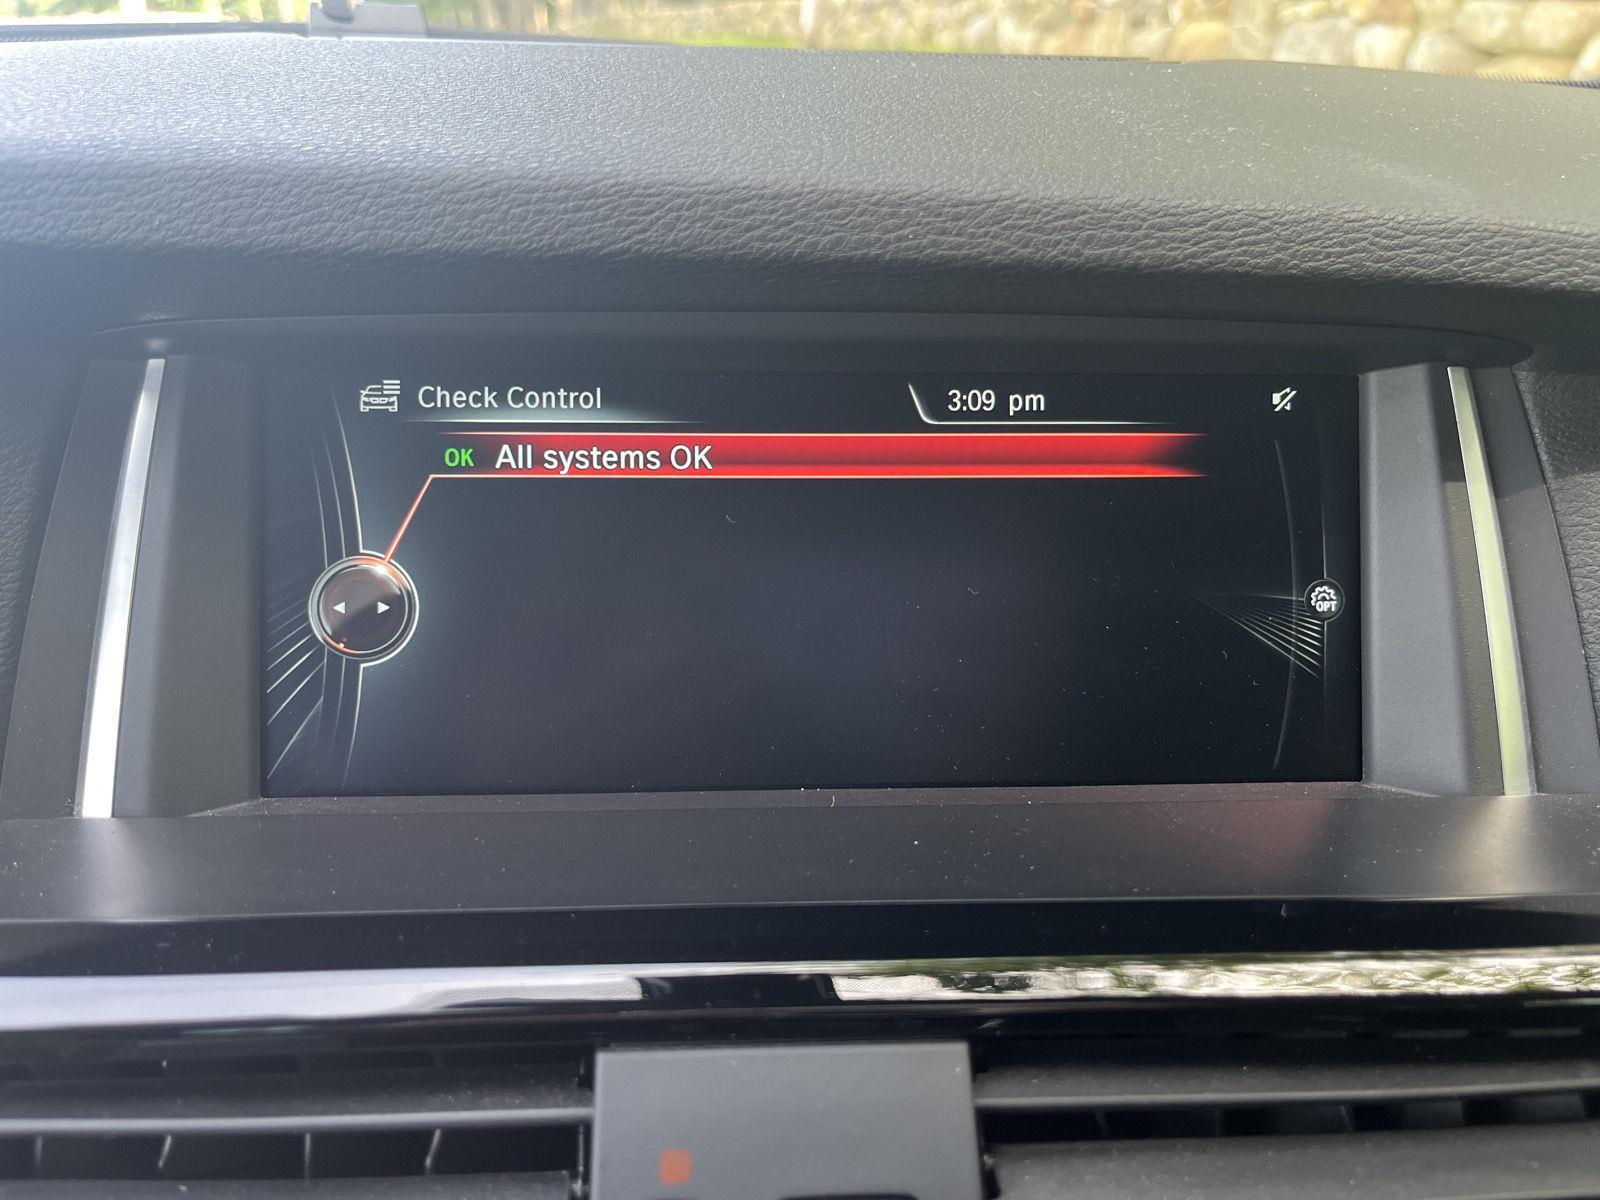 Check Control
3:09 pm
OK All systems OK
OPT